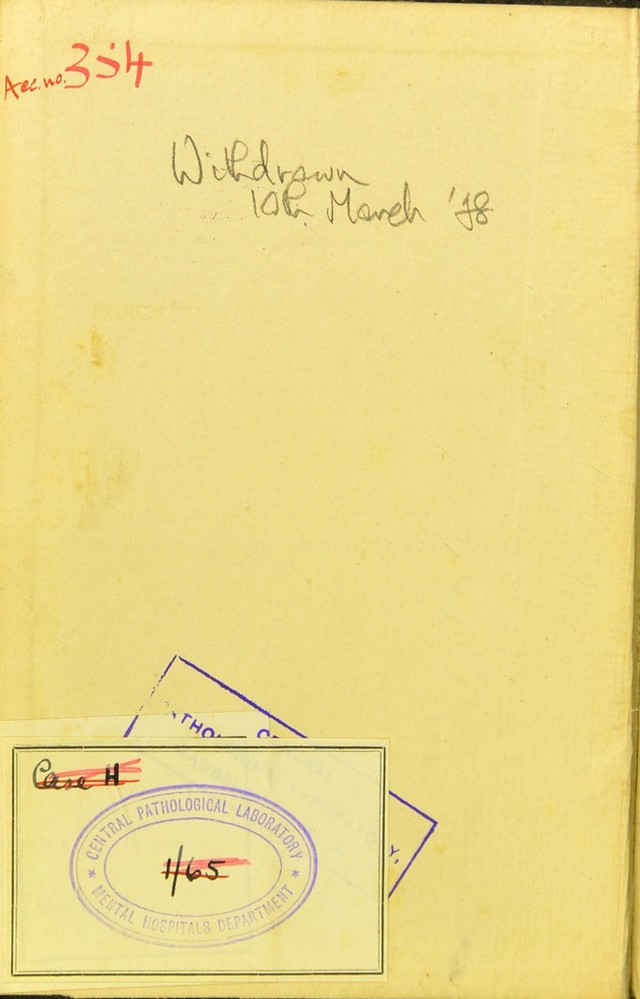 Acc. no. 354
Withdrawn
10th March '78
Case H
CENTRAL PATHOLOGICAL LABORATORY
1/65
MENTAL HOSPITALS DEPARTMENT